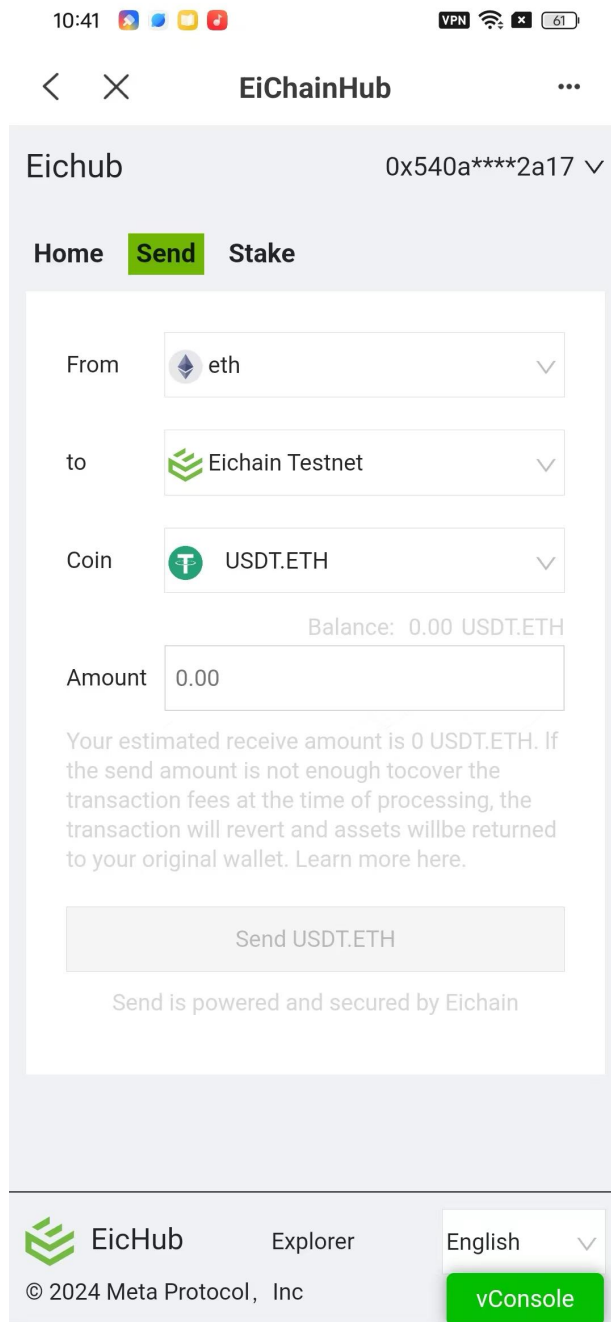 10:41 VPN 61
EiChainHub
Eichub 0x540a****2a17
Home Send Stake
From eth
to Eichain Testnet
Coin USDT.ETH
Balance: 0.00 USDT.ETH
Amount 0.00
Your estimated receive amount is 0 USDT.ETH. If
the send amount is not enough tocover the
transaction fees at the time of processing, the
transaction will revert and assets willbe returned
to your original wallet. Learn more here.
Send USDT.ETH
Send is powered and secured by Eichain
EicHub Explorer English
© 2024 Meta Protocol, Inc
vConsole